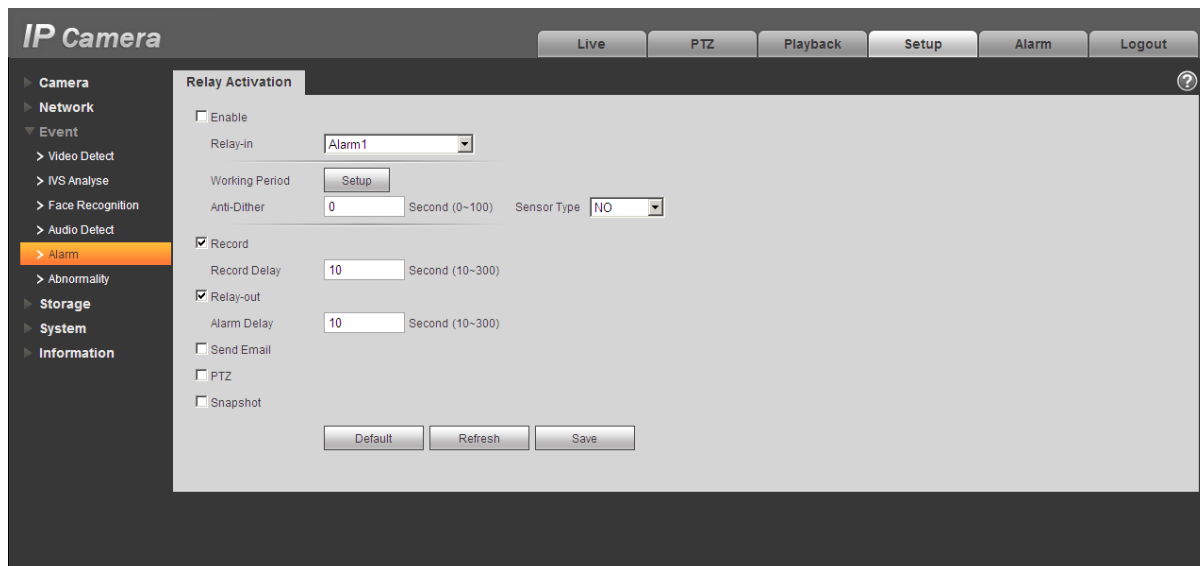 IP Camera
Live
PTZ
Playback
Setup
Alarm
Logout
Camera
Network
Event
> Video Detect
> IVS Analyse
> Face Recognition
> Audio Detect
> Alarm
> Abnormality
Storage
System
Information
Relay Activation
?
Enable
Relay-in Alarm1
Working Period Setup
Anti-Dither 0 Second (0~100) Sensor Type NO
Record
Record Delay 10 Second (10~300)
Relay-out
Alarm Delay 10 Second (10~300)
Send Email
PTZ
Snapshot
Default Refresh Save